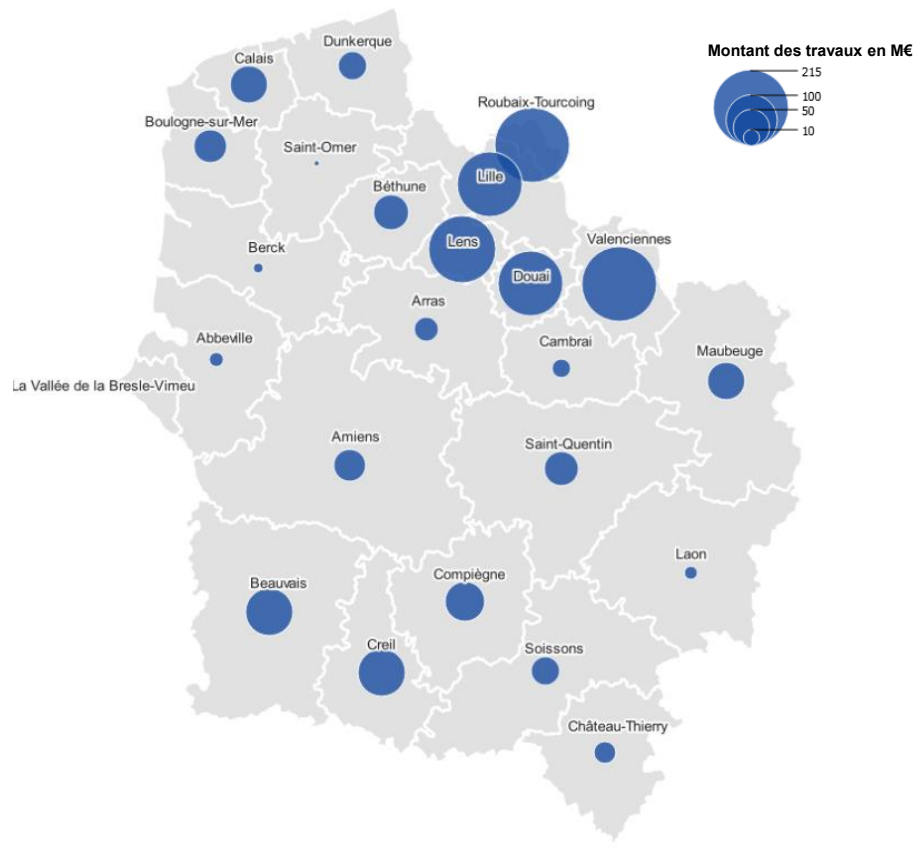 Dunkerque
Montant des travaux en M€
Calais
215
100
Roubaix-Tourcoing
50
Boulogne-sur-Mer
10
Saint-Omer
Lille
Béthune
Valenciennes
Lens
Berck
Douai
Arras
Abbeville
Cambrai
Maubeuge
La Vallée de la Bresle-Vimeu
Amiens
Saint-Quentin
Laon
Compiègne
Beauvais
Creil
Soissons
Château-Thierry